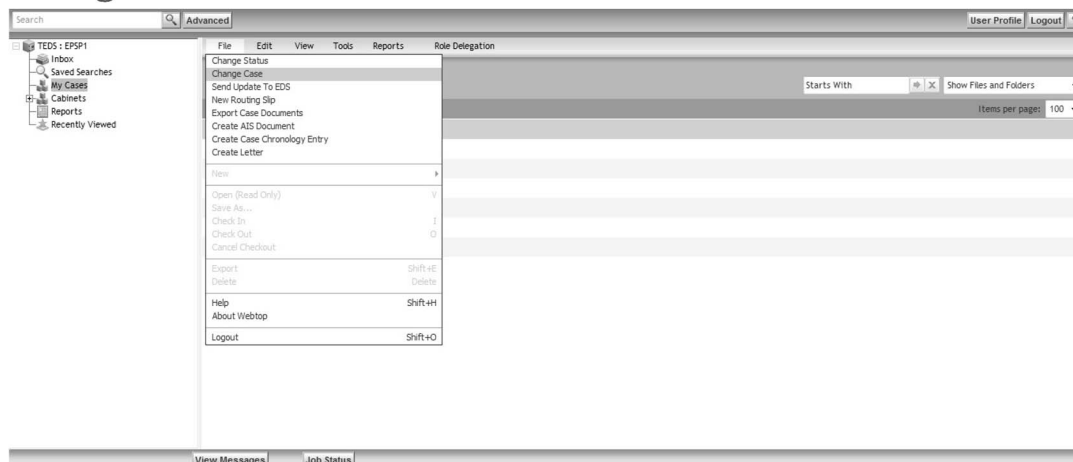 Search Advanced User Profile Logout
TEDS : EPSP1
Inbox
Saved Searches
My Cases
Cabinets
Reports
Recently Viewed
File Edit View Tools Reports Role Delegation
Change Status
Change Case
Send Update To EDS
New Routing Slip
Export Case Documents
Create AIS Document
Create Case Chronology Entry
Create Letter
New
Open (Read Only) V
Save As...
Check In I
Check Out O
Cancel Checkout
Export Shift+E
Delete Delete
Help Shift+H
About Webtop
Logout Shift+O
Starts With X Show Files and Folders
Items per page: 100
View Messages Job Status